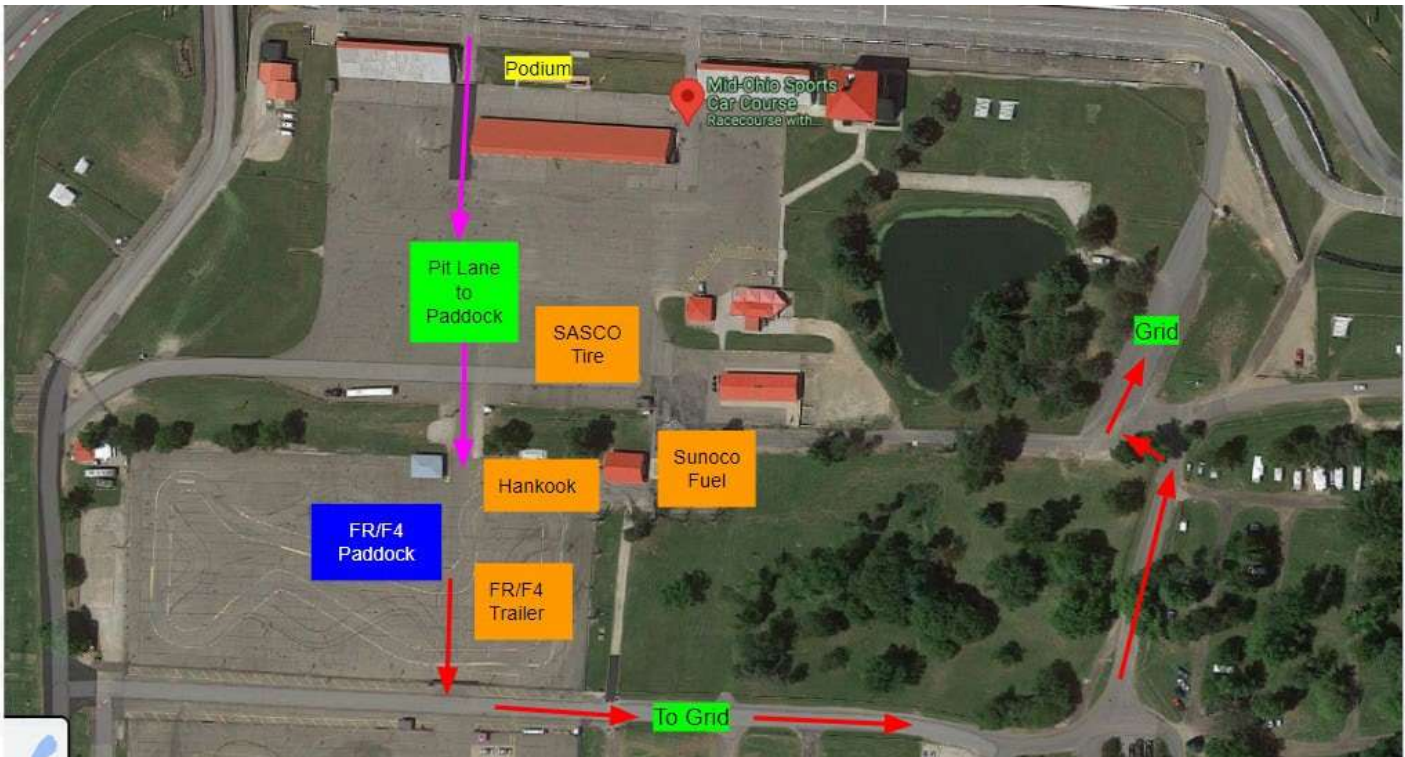 Podium
Mid-Ohio Sports
Car Course
Racecourse with...
Pit Lane
to
Paddock
SASCO
Tire
Grid
Sunoco
Fuel
Hankook
FR/F4
Paddock
FR/F4
Trailer
To Grid